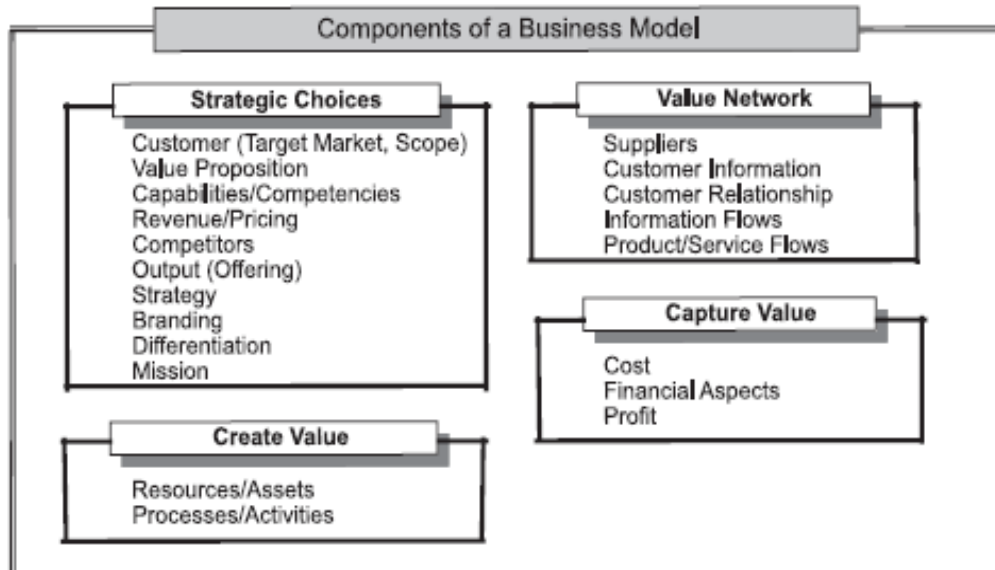 Components of a Business Model
Strategic Choices
Customer (Target Market, Scope)
Value Proposition
Capabilities/Competencies
Revenue/Pricing
Competitors
Output (Offering)
Strategy
Branding
Differentiation
Mission
Create Value
Resources/Assets
Processes/Activities
Value Network
Suppliers
Customer Information
Customer Relationship
Information Flows
Product/Service Flows
Capture Value
Cost
Financial Aspects
Profit